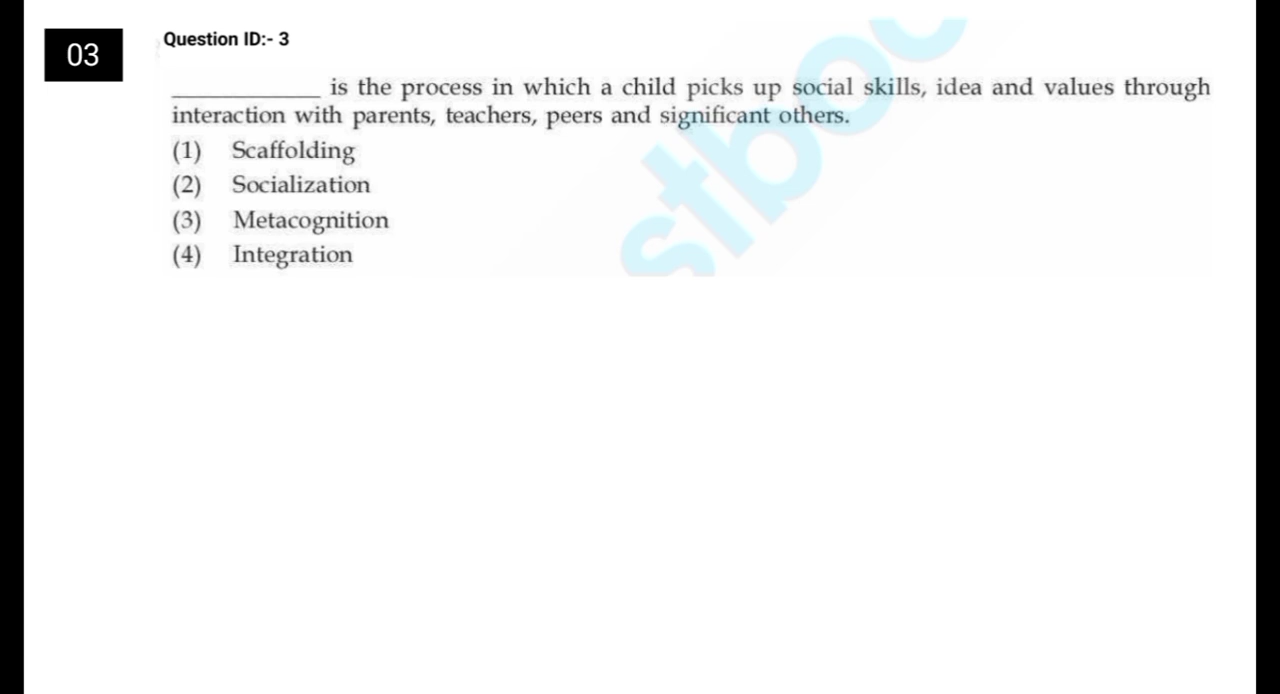 03
Question ID:- 3
____________ is the process in which a child picks up social skills, idea and values through
interaction with parents, teachers, peers and significant others.
(1) Scaffolding
(2) Socialization
(3) Metacognition
(4) Integration